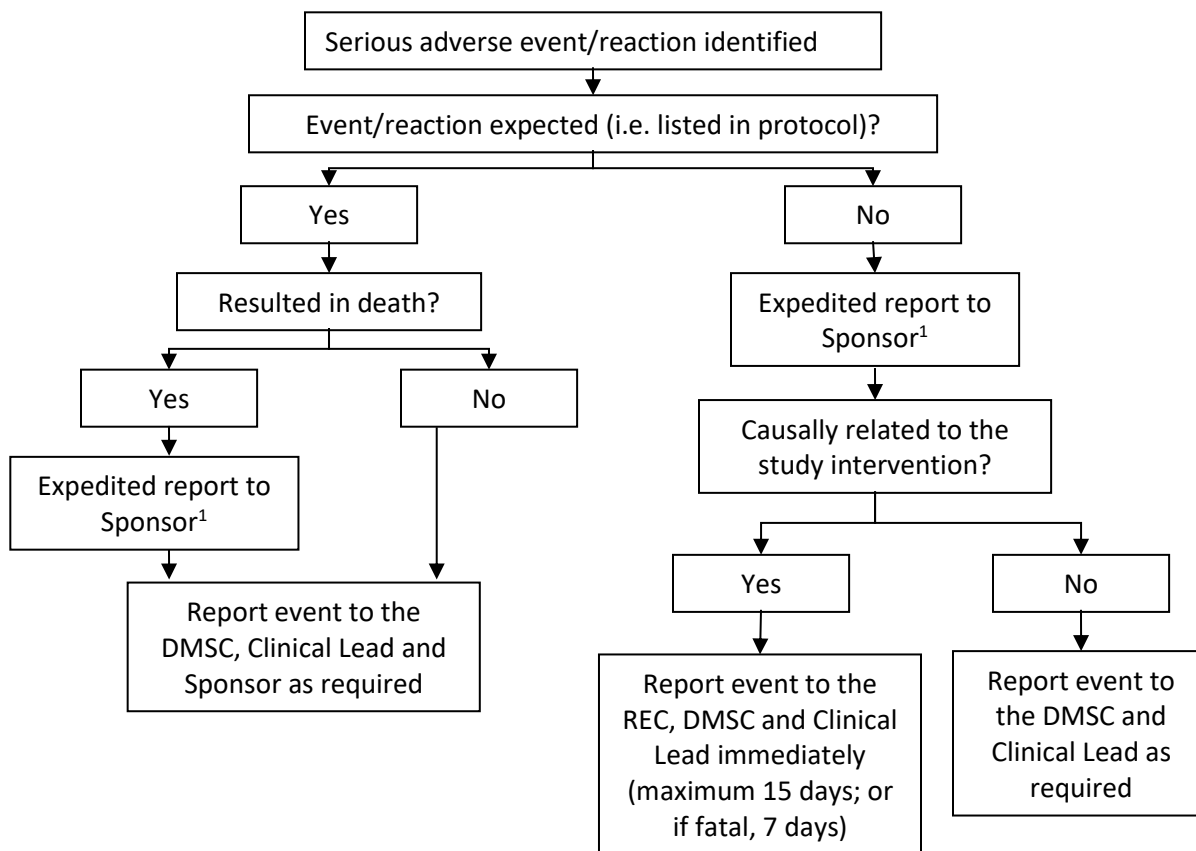 Serious adverse event/reaction identified
Event/reaction expected (i.e. listed in protocol)?
Yes
No
Resulted in death?
Expedited report to
Sponsor¹
Yes
No
Causally related to the
study intervention?
Expedited report to
Sponsor¹
Yes
No
Report event to the
DMSC, Clinical Lead and
Sponsor as required
Report event to the
REC, DMSC and Clinical
Lead immediately
(maximum 15 days; or
if fatal, 7 days)
Report event to
the DMSC and
Clinical Lead as
required